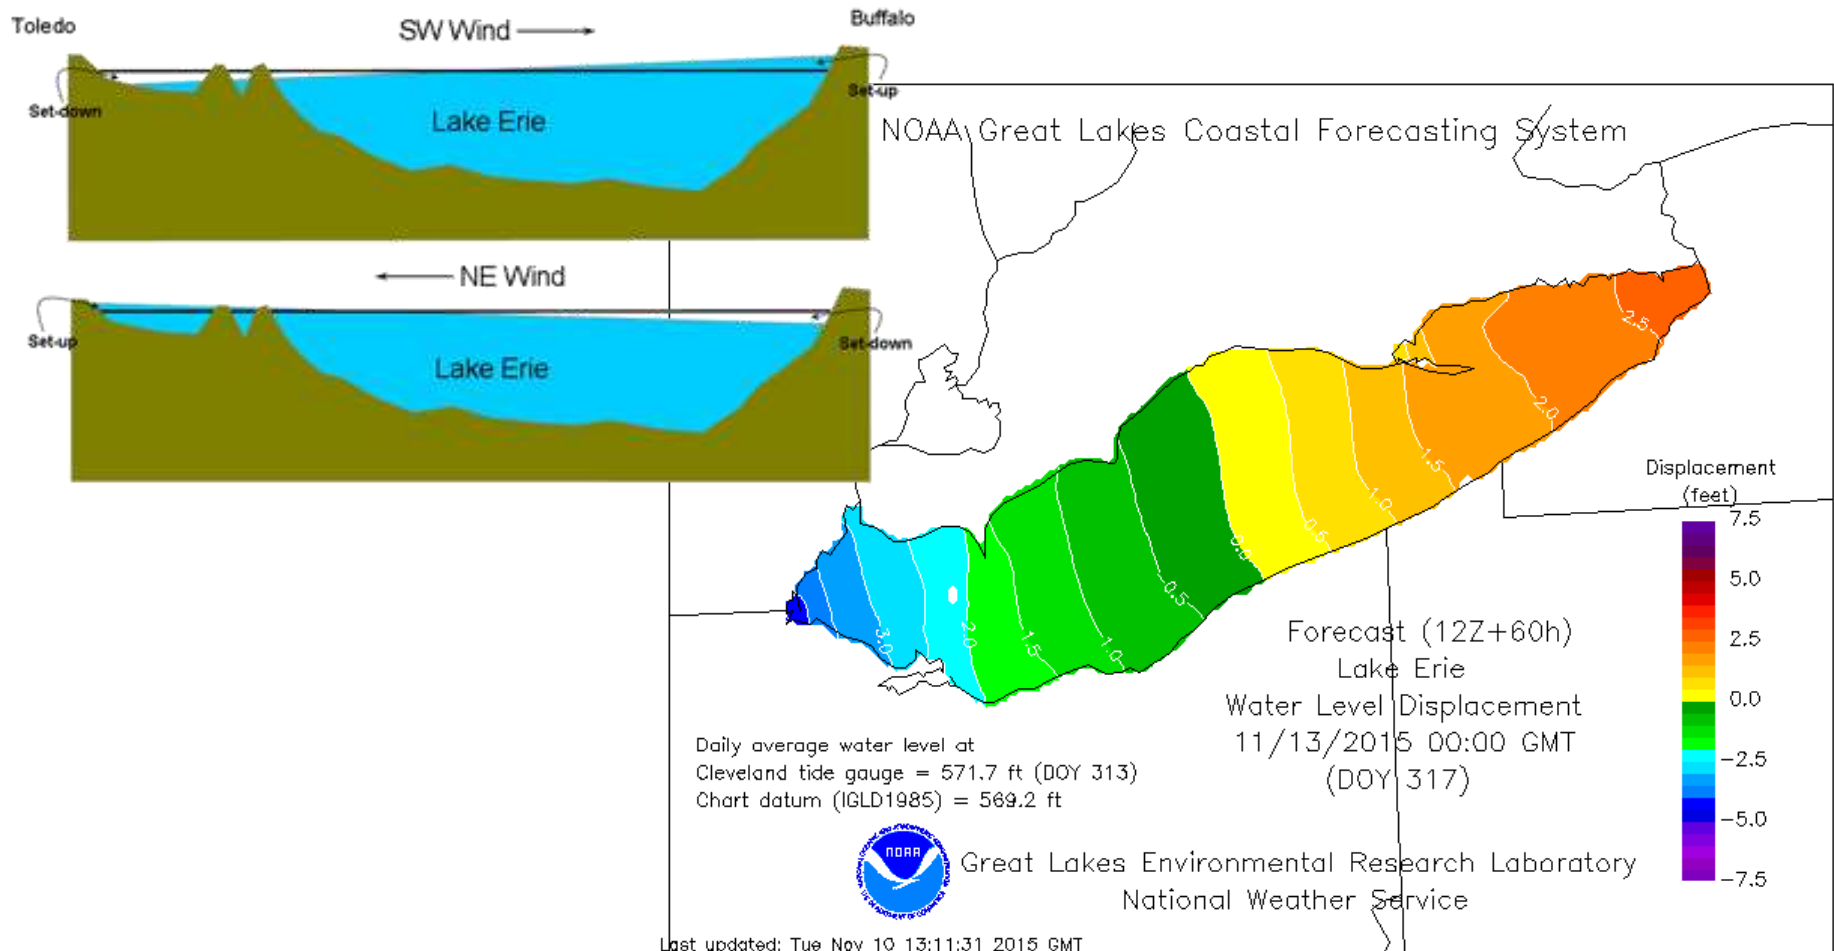 Toledo
SW Wind
Buffalo
Set-down
Set-up
Lake Erie
NE Wind
Set-up
Set-down
Lake Erie
NOAA Great Lakes Coastal Forecasting System
2.5
2.0
1.5
1.0
0.5
0.0
0.5
1.0
1.5
2.0
3.0
Displacement
(feet)
7.5
5.0
2.5
0.0
-2.5
-5.0
-7.5
Forecast (12Z+60h)
Lake Erie
Water Level Displacement
11/13/2015 00:00 GMT
(DOY 317)
Daily average water level at
Cleveland tide gauge = 571.7 ft (DOY 313)
Chart datum (IGLD1985) = 569.2 ft
NOAA
Great Lakes Environmental Research Laboratory
National Weather Service
Last updated: Tue Nov 10 13:11:31 2015 GMT